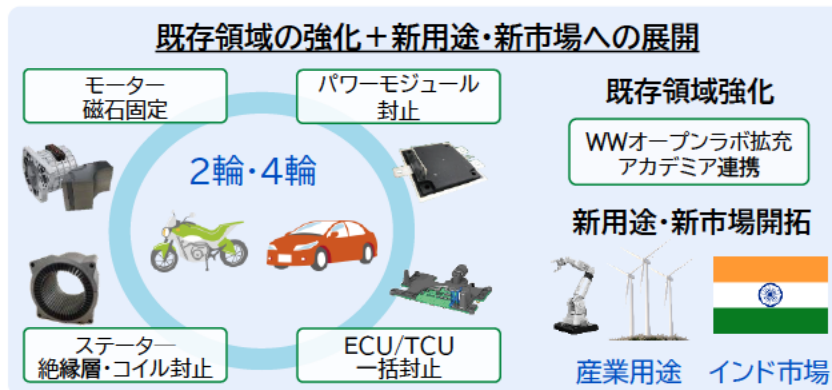 既存領域の強化＋新用途・新市場への展開
モーター
磁石固定
パワーモジュール
封止
2輪・4輪
ステーター
絶縁層・コイル封止
ECU/TCU
一括封止
既存領域強化
WWオープンラボ拡充
アカデミア連携
新用途・新市場開拓
産業用途
インド市場